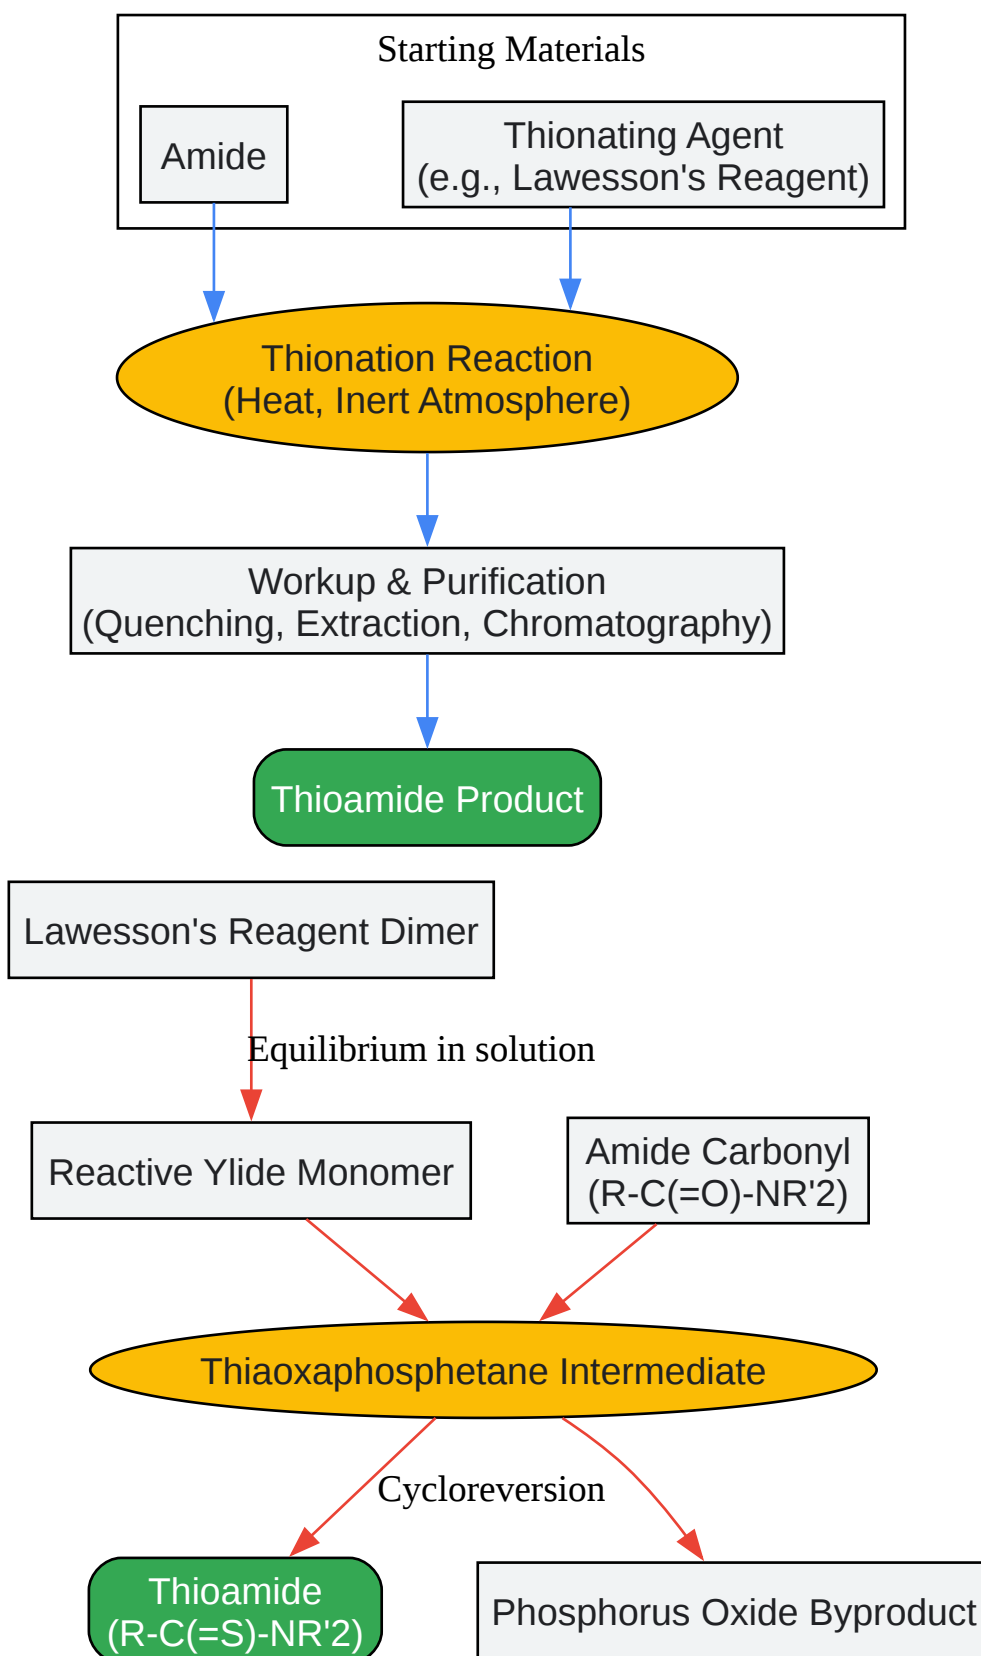 Starting Materials
Amide
Thionating Agent
(e.g., Lawesson's Reagent)
Thionation Reaction
(Heat, Inert Atmosphere)
Workup & Purification
(Quenching, Extraction, Chromatography)
Thioamide Product
Lawesson's Reagent Dimer
Equilibrium in solution
Reactive Ylide Monomer
Amide Carbonyl
(R-C(=O)-NR'2)
Thiaoxaphosphetane Intermediate
Cycloreversion
Thioamide
(R-C(=S)-NR'2)
Phosphorus Oxide Byproduct